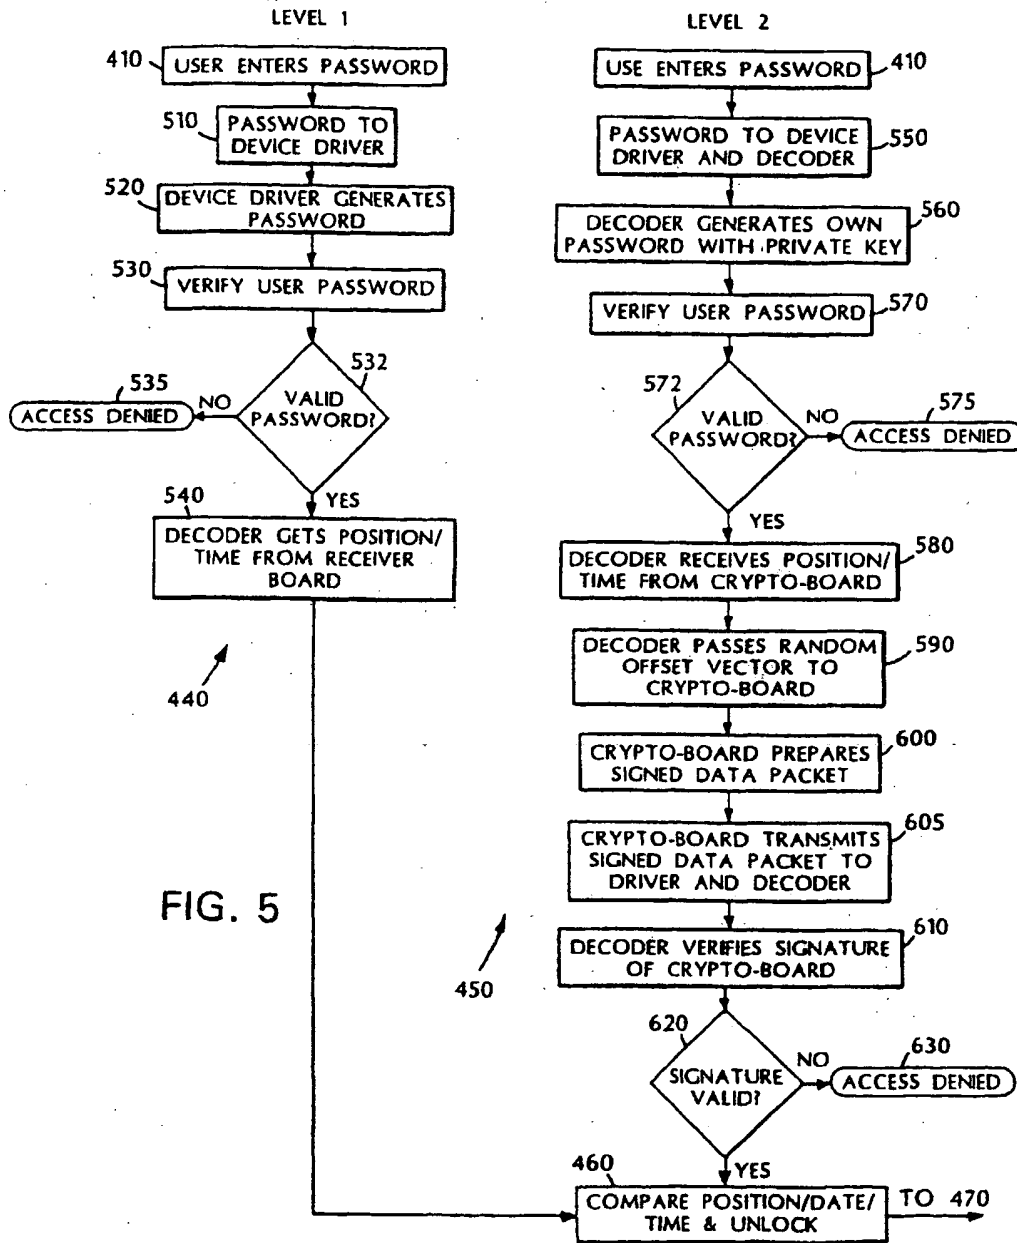 LEVEL 1
410
USER ENTERS PASSWORD
510
PASSWORD TO
DEVICE DRIVER
520
DEVICE DRIVER GENERATES
PASSWORD
530
VERIFY USER PASSWORD
532
VALID
PASSWORD?
NO
535
ACCESS DENIED
YES
540
DECODER GETS POSITION/
TIME FROM RECEIVER
BOARD
440
FIG. 5
LEVEL 2
410
USE ENTERS PASSWORD
550
PASSWORD TO DEVICE
DRIVER AND DECODER
560
DECODER GENERATES OWN
PASSWORD WITH PRIVATE KEY
570
VERIFY USER PASSWORD
572
VALID
PASSWORD?
NO
575
ACCESS DENIED
YES
580
DECODER RECEIVES POSITION/
TIME FROM CRYPTO-BOARD
590
DECODER PASSES RANDOM
OFFSET VECTOR TO
CRYPTO-BOARD
600
CRYPTO-BOARD PREPARES
SIGNED DATA PACKET
605
CRYPTO-BOARD TRANSMITS
SIGNED DATA PACKET TO
DRIVER AND DECODER
610
DECODER VERIFIES SIGNATURE
OF CRYPTO-BOARD
450
620
SIGNATURE
VALID?
NO
630
ACCESS DENIED
YES
460
COMPARE POSITION/DATE/
TIME & UNLOCK
TO 470